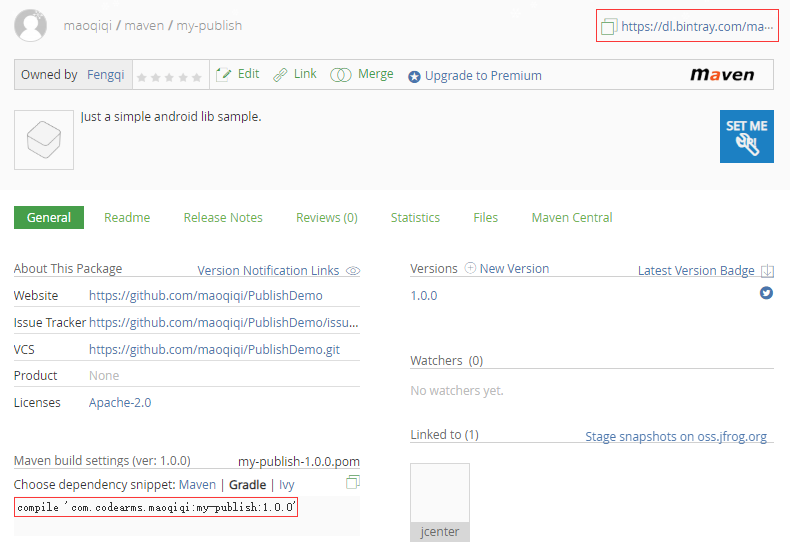 maoqiqi / maven / my-publish
https://dl.bintray.com/ma···
Owned by Fengqi
Edit Link Merge Upgrade to Premium
maven
Just a simple android lib sample.
SET ME UP!
General Readme Release Notes Reviews (0) Statistics Files Maven Central
About This Package Version Notification Links
Website https://github.com/maoqiqi/PublishDemo
Issue Tracker https://github.com/maoqiqi/PublishDemo/issu...
VCS https://github.com/maoqiqi/PublishDemo.git
Product None
Licenses Apache-2.0
Maven build settings (ver: 1.0.0) my-publish-1.0.0.pom
Choose dependency snippet: Maven | Gradle | Ivy
compile 'com.codearms.maoqiqi:my-publish:1.0.0'
Versions New Version Latest Version Badge
1.0.0
Watchers (0)
No watchers yet.
Linked to (1) Stage snapshots on oss.jfrog.org
jcenter